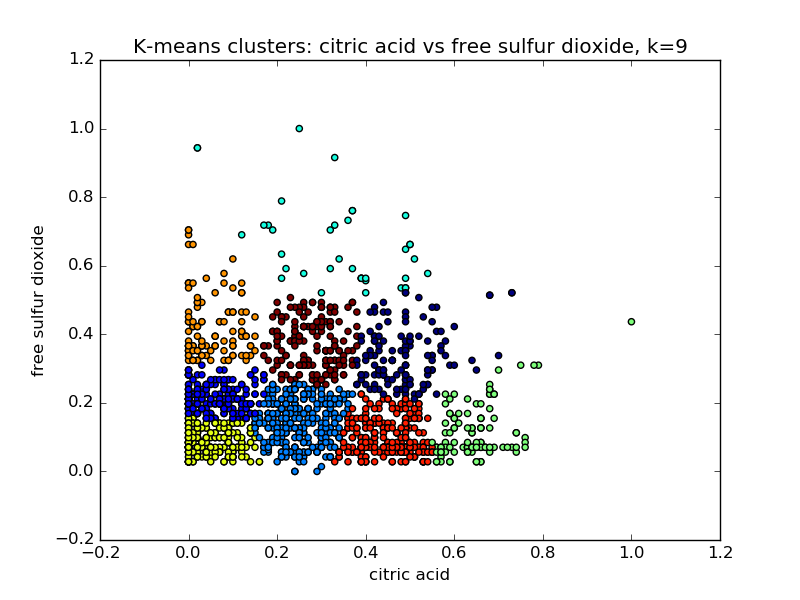 K-means clusters: citric acid vs free sulfur dioxide, k=9
1.2
1.0
0.8
0.6
0.4
0.2
0.0
−0.2
free sulfur dioxide
−0.2 0.0 0.2 0.4 0.6 0.8 1.0 1.2
citric acid